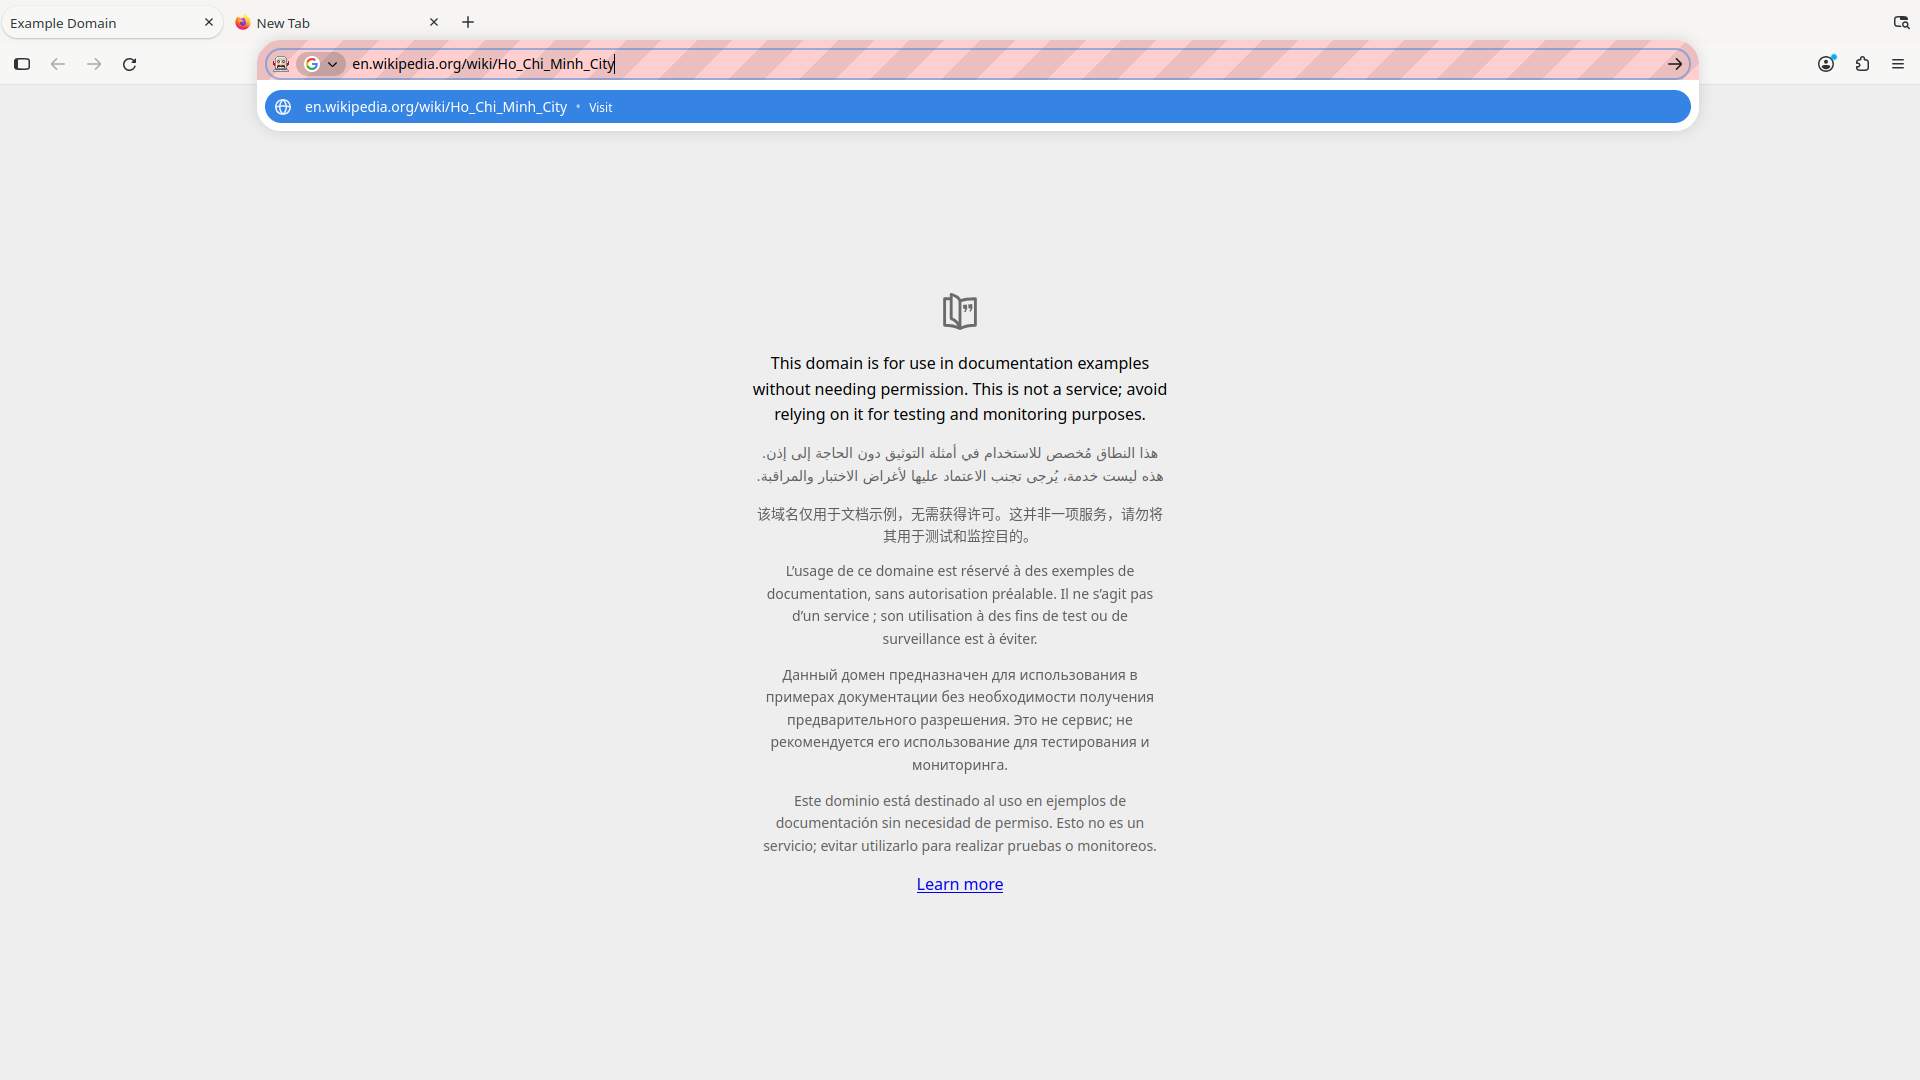 Example Domain
New Tab
en.wikipedia.org/wiki/Ho_Chi_Minh_City
en.wikipedia.org/wiki/Ho_Chi_Minh_City • Visit
This domain is for use in documentation examples
without needing permission. This is not a service; avoid
relying on it for testing and monitoring purposes.
هذا النطاق مُخصص للاستخدام في أمثلة التوثيق دون الحاجة إلى إذن.
هذه ليست خدمة، يُرجى تجنب الاعتماد عليها لأغراض الاختبار والمراقبة.
该域名仅用于文档示例，无需获得许可。这并非一项服务，请勿将
其用于测试和监控目的。
L’usage de ce domaine est réservé à des exemples de
documentation, sans autorisation préalable. Il ne s’agit pas
d’un service ; son utilisation à des fins de test ou de
surveillance est à éviter.
Данный домен предназначен для использования в
примерах документации без необходимости получения
предварительного разрешения. Это не сервис; не
рекомендуется его использование для тестирования и
мониторинга.
Este dominio está destinado al uso en ejemplos de
documentación sin necesidad de permiso. Esto no es un
servicio; evitar utilizarlo para realizar pruebas o monitoreos.
Learn more